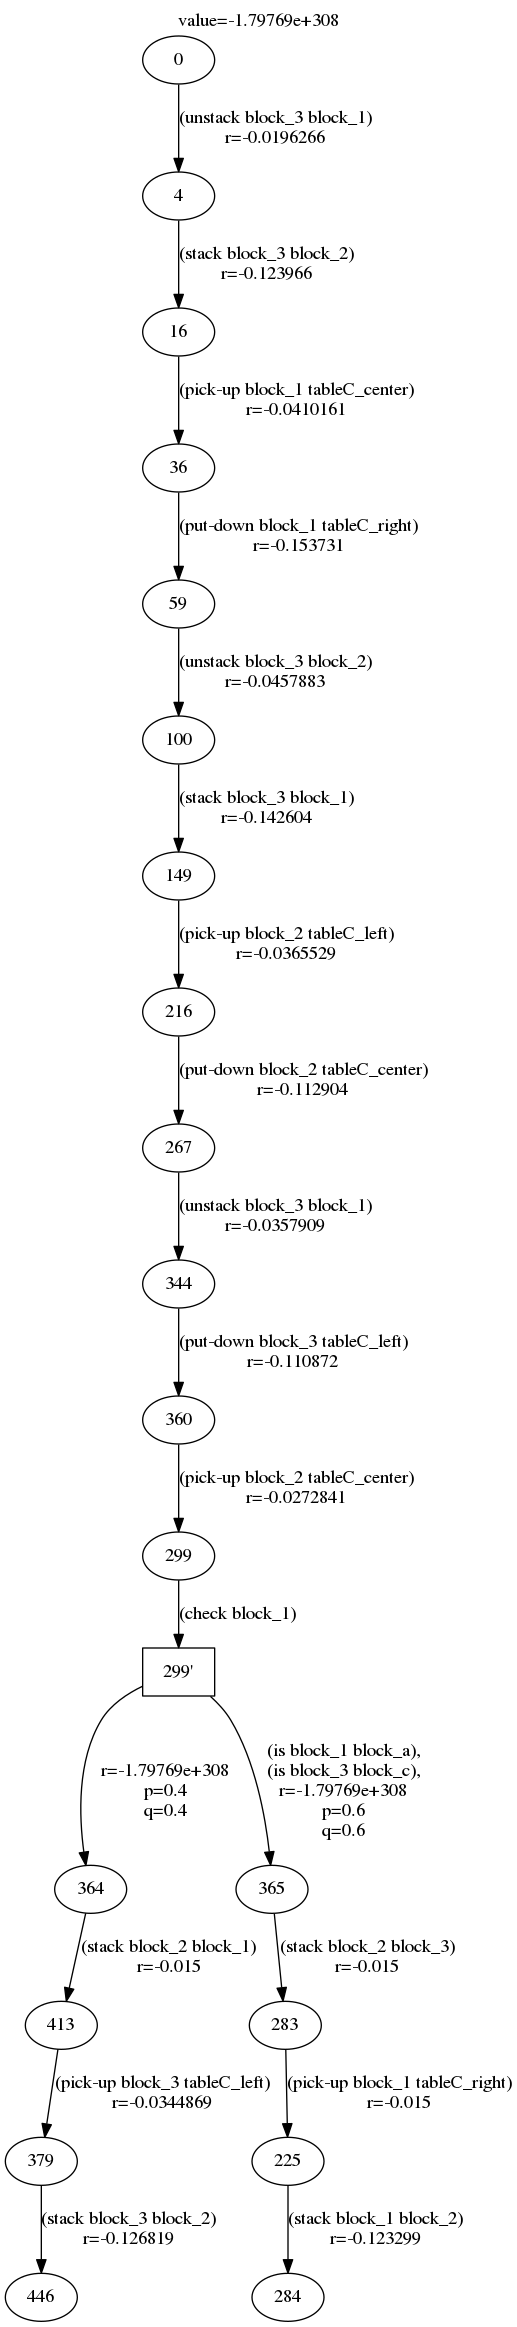 value=-1.79769e+308
0
(unstack block_3 block_1)
r=-0.0196266
4
(stack block_3 block_2)
r=-0.123966
16
(pick-up block_1 tableC_center)
r=-0.0410161
36
(put-down block_1 tableC_right)
r=-0.153731
59
(unstack block_3 block_2)
r=-0.0457883
100
(stack block_3 block_1)
r=-0.142604
149
(pick-up block_2 tableC_left)
r=-0.0365529
216
(put-down block_2 tableC_center)
r=-0.112904
267
(unstack block_3 block_1)
r=-0.0357909
344
(put-down block_3 tableC_left)
r=-0.110872
360
(pick-up block_2 tableC_center)
r=-0.0272841
299
(check block_1)
299'
r=-1.79769e+308
p=0.4
q=0.4
(is block_1 block_a),
(is block_3 block_c),
r=-1.79769e+308
p=0.6
q=0.6
364
365
(stack block_2 block_1)
r=-0.015
(stack block_2 block_3)
r=-0.015
413
283
(pick-up block_3 tableC_left)
r=-0.0344869
(pick-up block_1 tableC_right)
r=-0.015
379
225
(stack block_3 block_2)
r=-0.126819
(stack block_1 block_2)
r=-0.123299
446
284